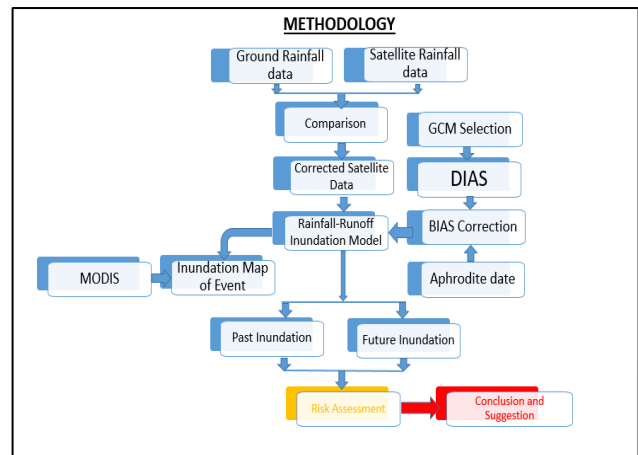 METHODOLOGY
Ground Rainfall
data
Satellite Rainfall
data
Comparison
GCM Selection
Corrected Satellite
Data
DIAS
Rainfall-Runoff
Inundation Model
BIAS Correction
MODIS
Inundation Map
of Event
Aphrodite date
Past Inundation
Future Inundation
Risk Assessment
Conclusion and
Suggestion